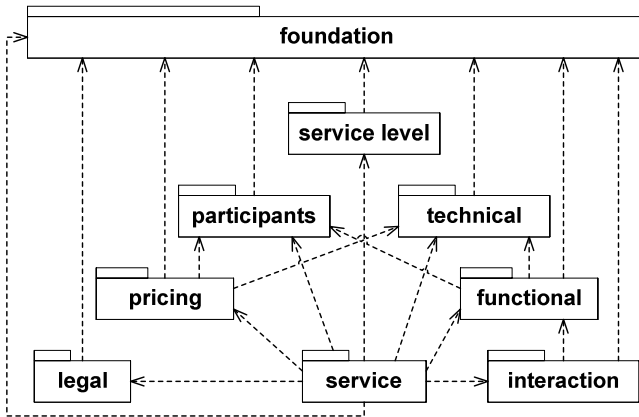 foundation
service level
participants
technical
pricing
functional
legal
service
interaction